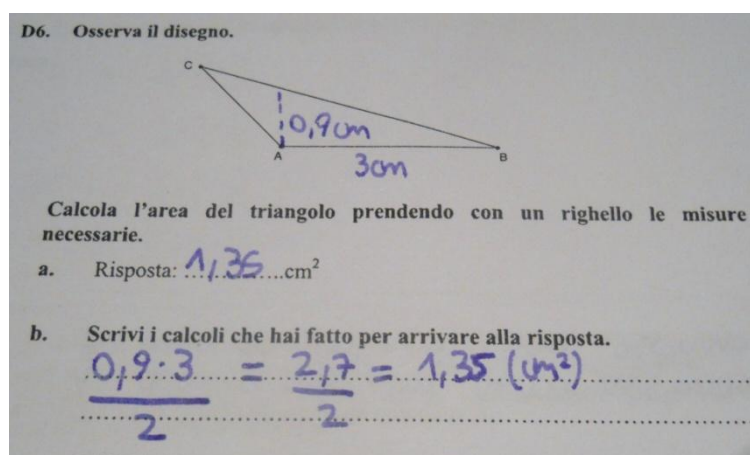 D6. Osserva il disegno.
C
0,9cm
A
B
3cm
Calcola l'area del triangolo prendendo con un righello le misure
necessarie.
a. Risposta: 1,35 cm²
b. Scrivi i calcoli che hai fatto per arrivare alla risposta.
0,9·3 = 2,7 = 1,35 (cm²)
2 2